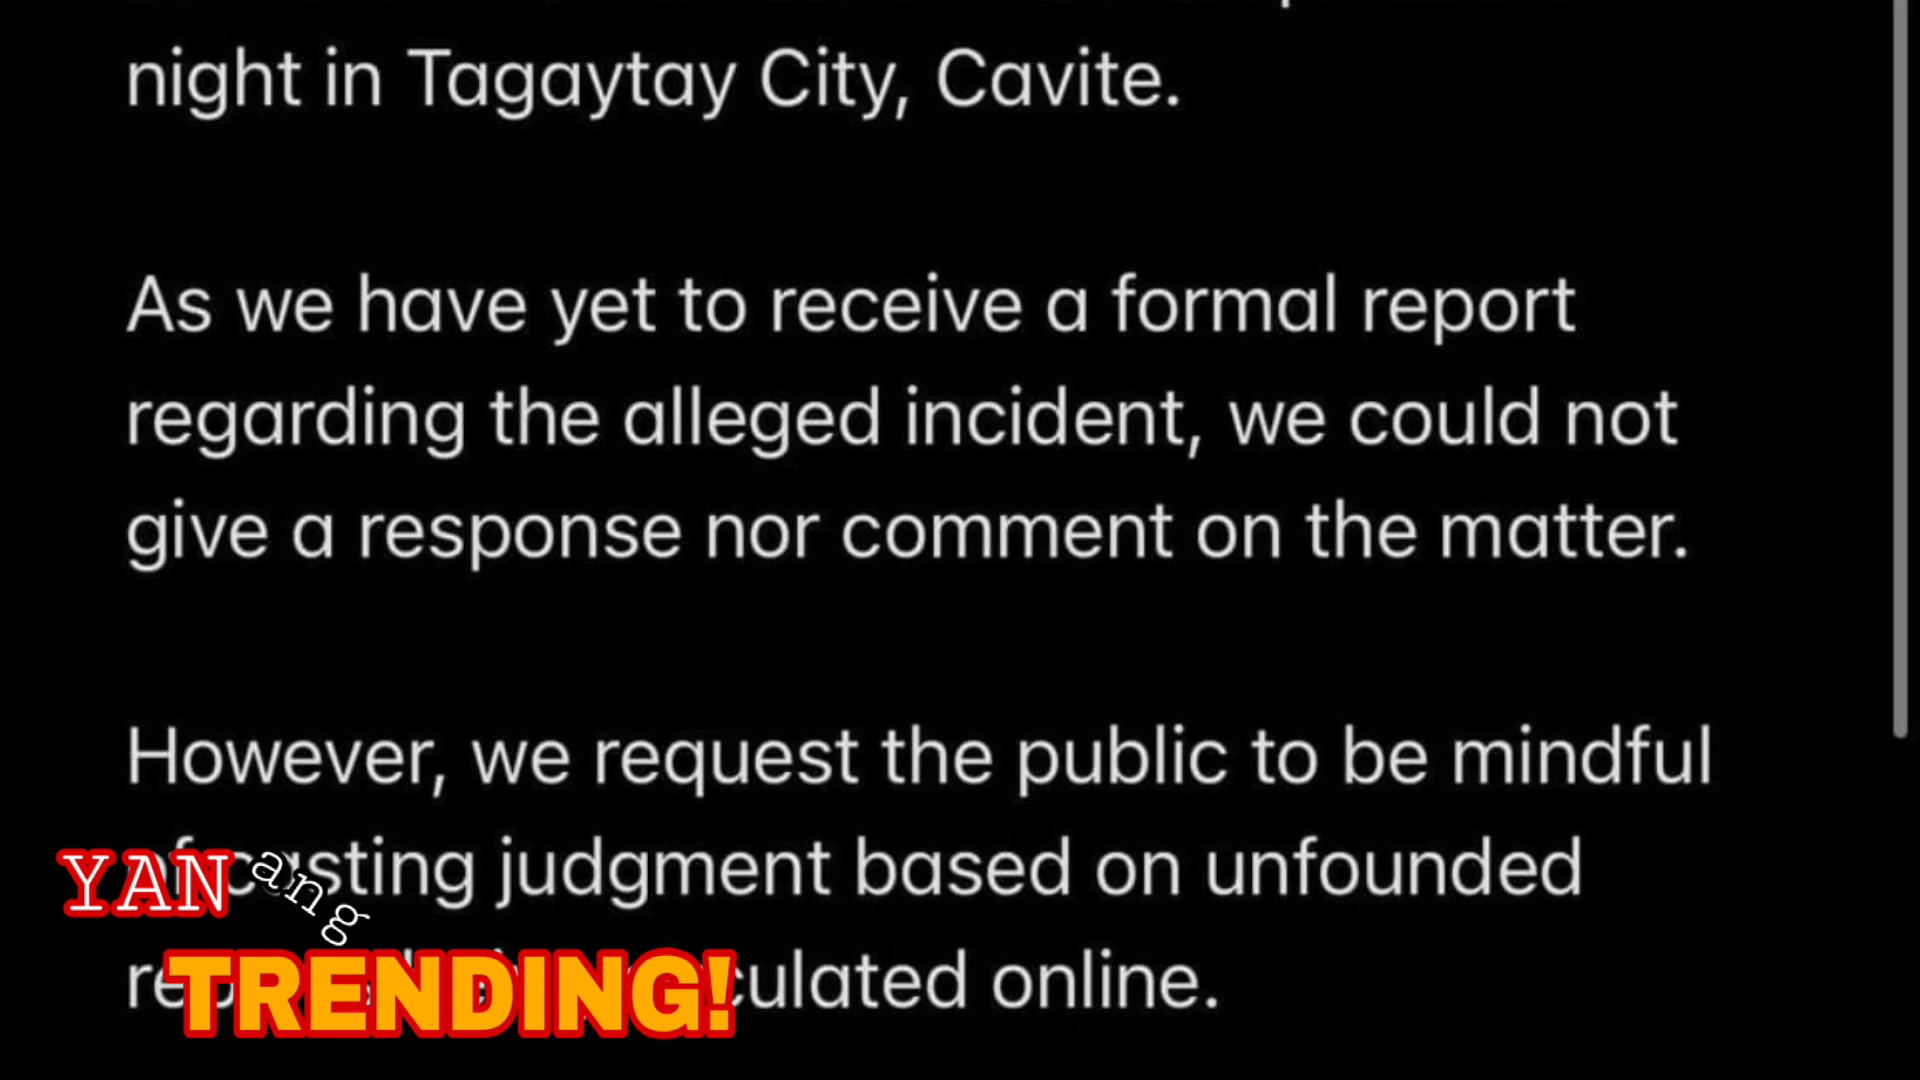 night in Tagaytay City, Cavite.
As we have yet to receive a formal report
regarding the alleged incident, we could not
give a response nor comment on the matter.
However, we request the public to be mindful
of casting judgment based on unfounded
online.
YAN ang
TRENDING!